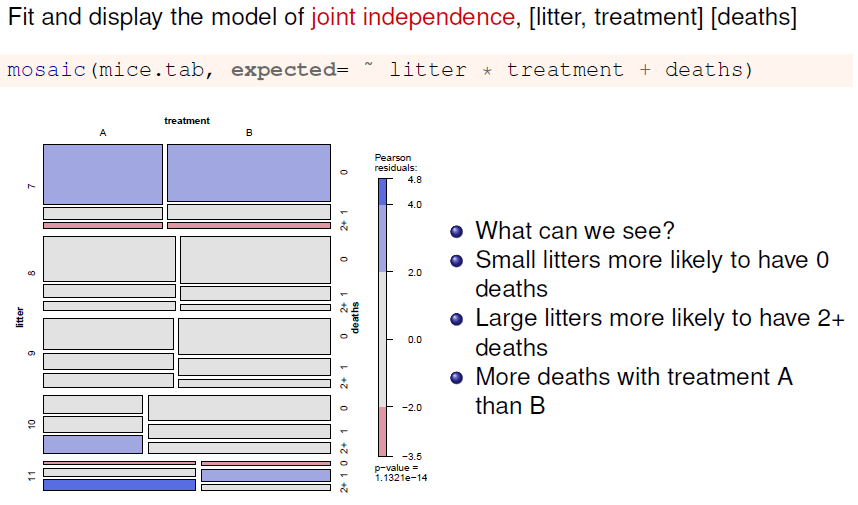 Fit and display the model of joint independence, [litter, treatment] [deaths]
mosaic(mice.tab, expected= ~ litter * treatment + deaths)
treatment
A B
litter
7
8
9
10
11
0
1
2+
0
1
2+
0
1
2+
0
1
2+
0
1
2+
deaths
Pearson
residuals:
4.8
4.0
2.0
0.0
−2.0
−3.5
p−value =
1.1321e−14
What can we see?
Small litters more likely to have 0
deaths
Large litters more likely to have 2+
deaths
More deaths with treatment A
than B